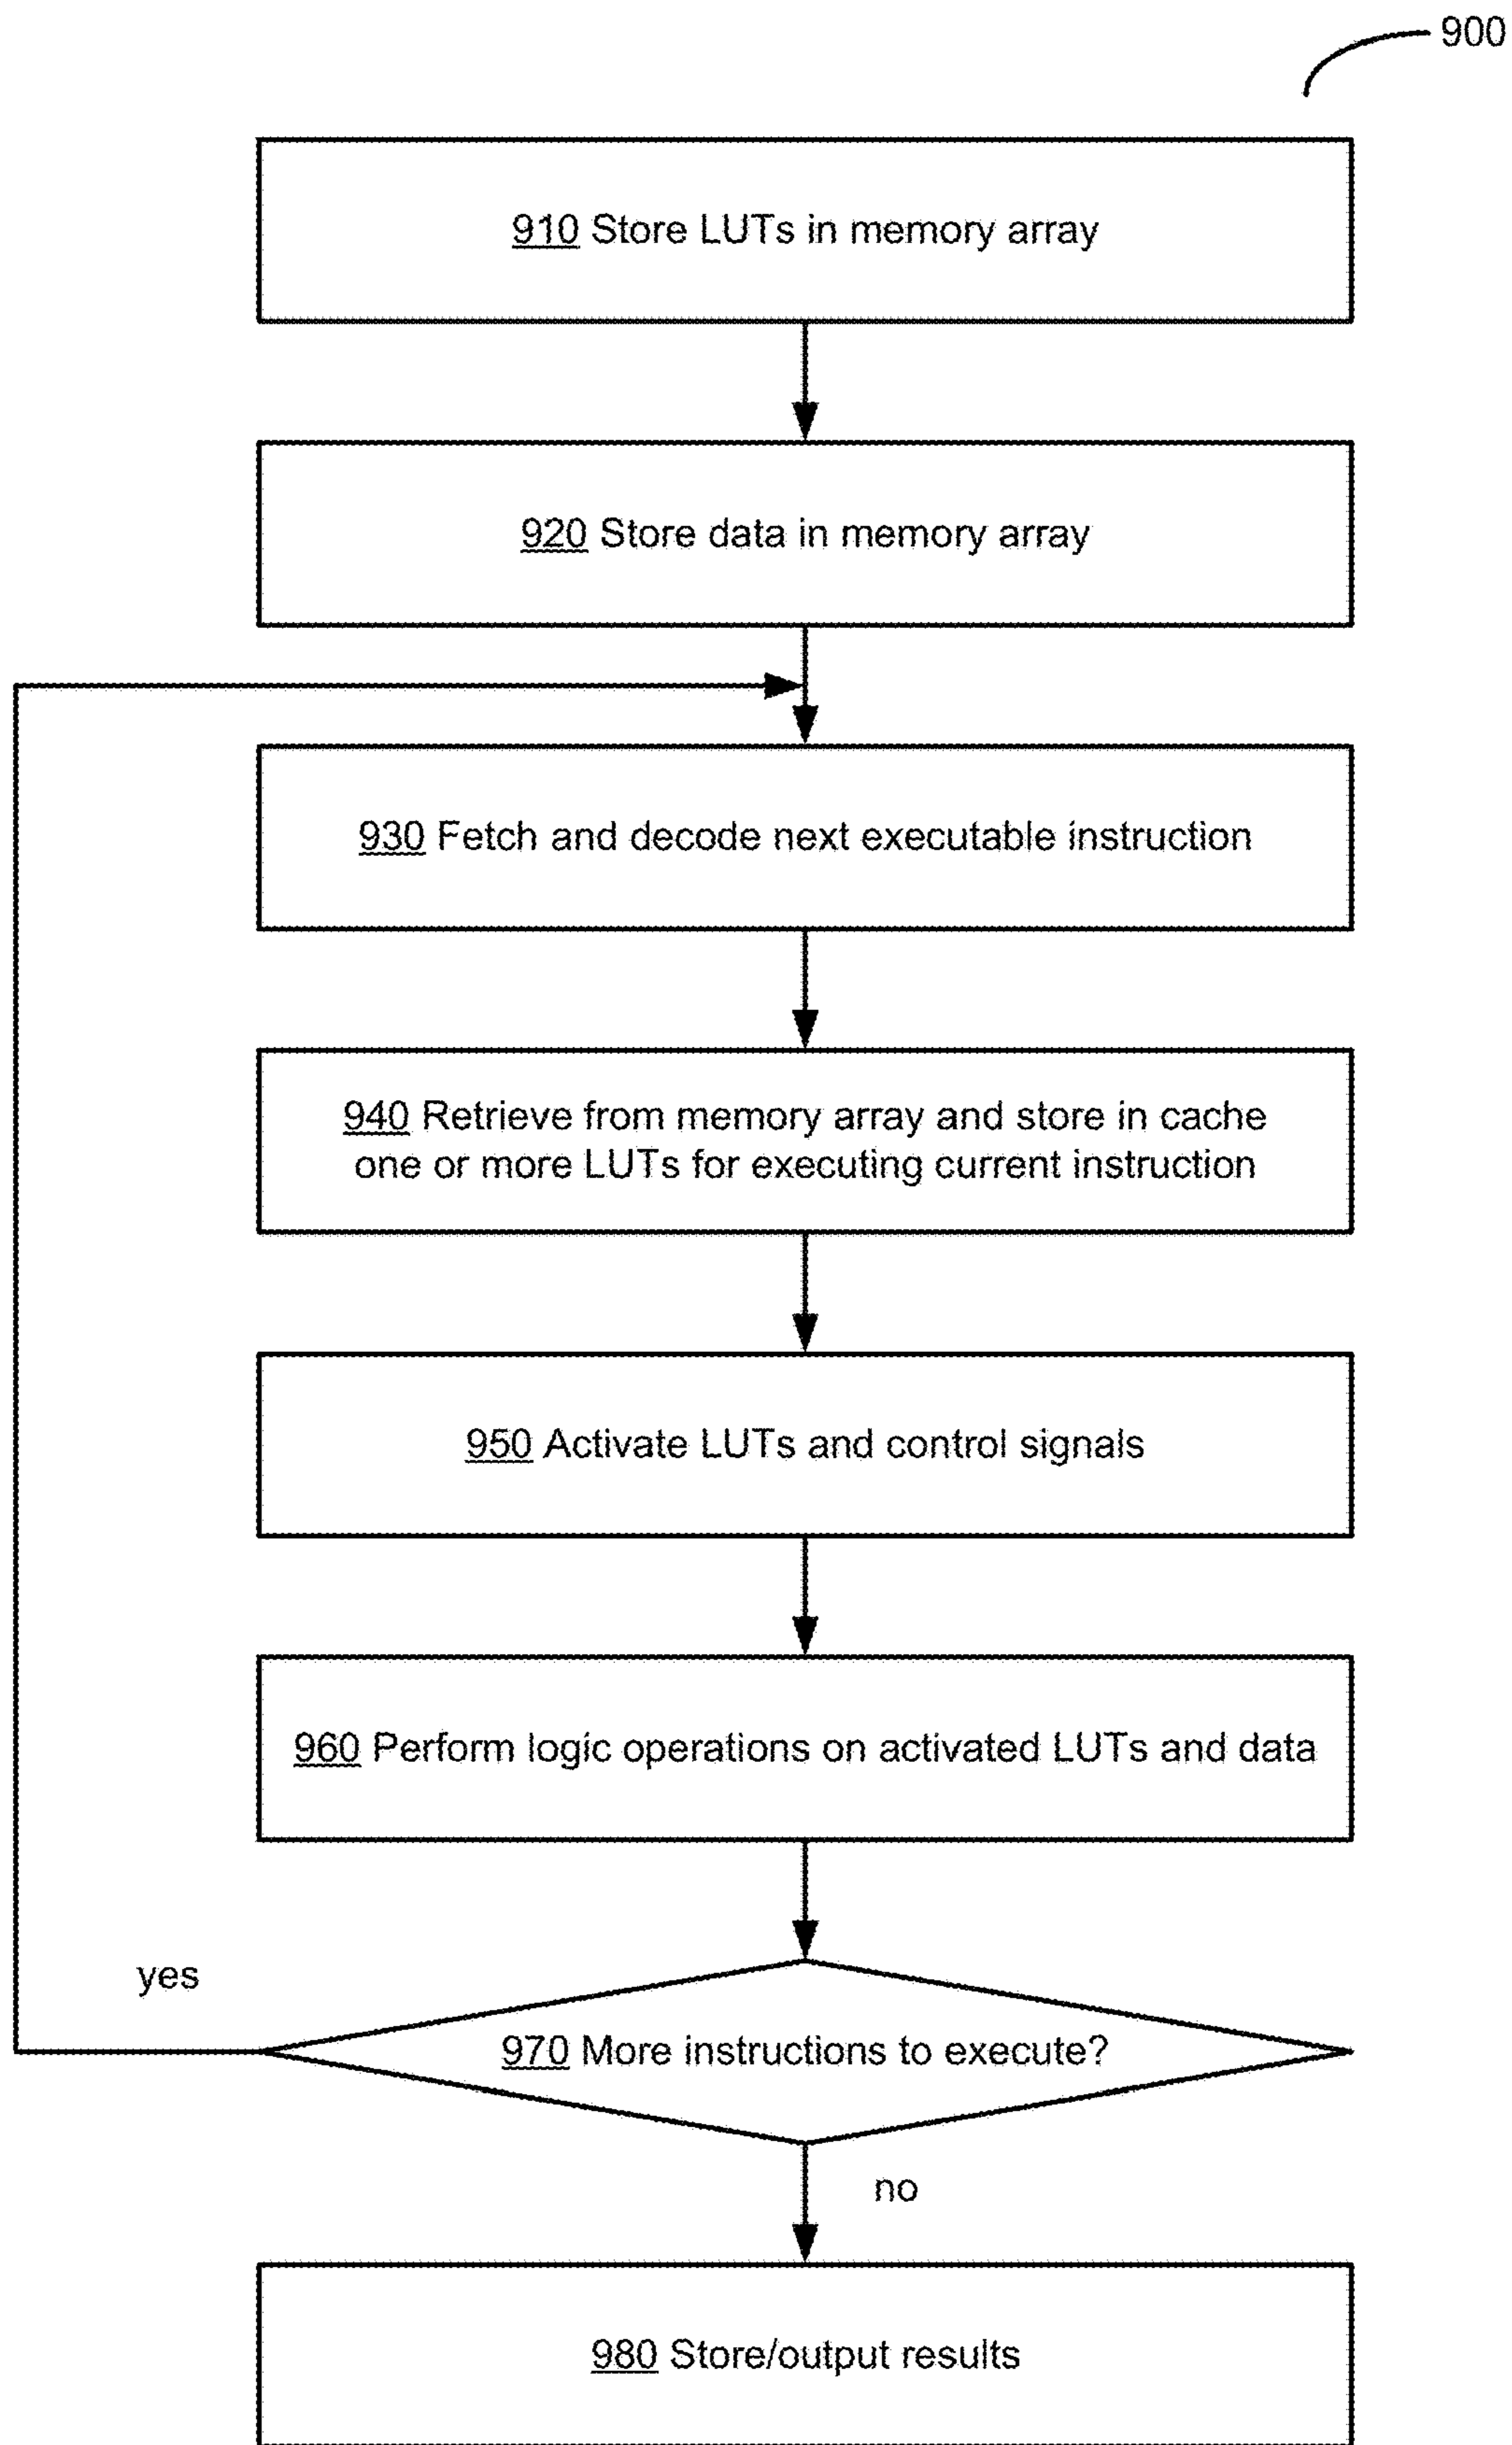 900
910 Store LUTs in memory array
920 Store data in memory array
930 Fetch and decode next executable instruction
940 Retrieve from memory array and store in cache
one or more LUTs for executing current instruction
950 Activate LUTs and control signals
960 Perform logic operations on activated LUTs and data
yes
970 More instructions to execute?
no
980 Store/output results